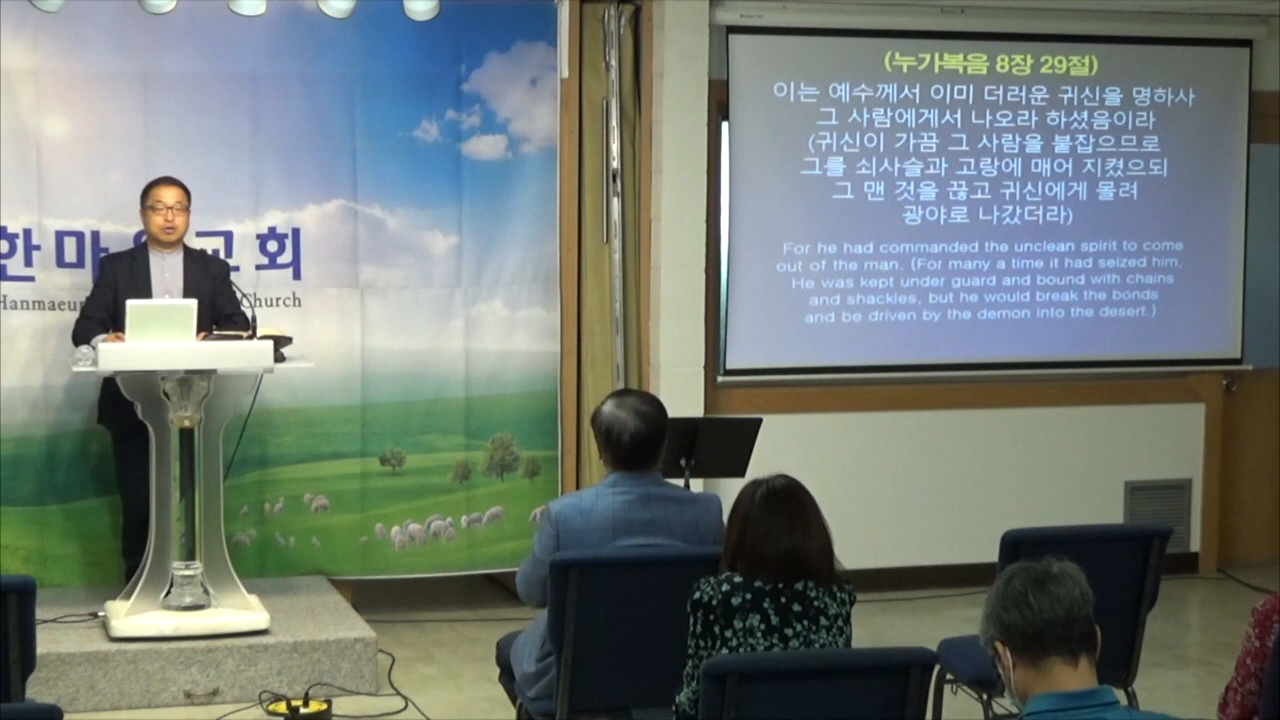 한마
교회
Hanmaeu
Church
(누가복음 8장 29절)
이는 예수께서 이미 더러운 귀신을 명하사
그 사람에게서 나오라 하셨음이라
(귀신이 가끔 그 사람을 붙잡으므로
그를 쇠사슬과 고랑에 매어 지켰으되
그 맨 것을 끊고 귀신에게 몰려
광야로 나갔더라)
For he had commanded the unclean spirit to come
out of the man. (For many a time it had seized him.
He was kept under guard and bound with chains
and shackles, but he would break the bonds
and be driven by the demon into the desert.)